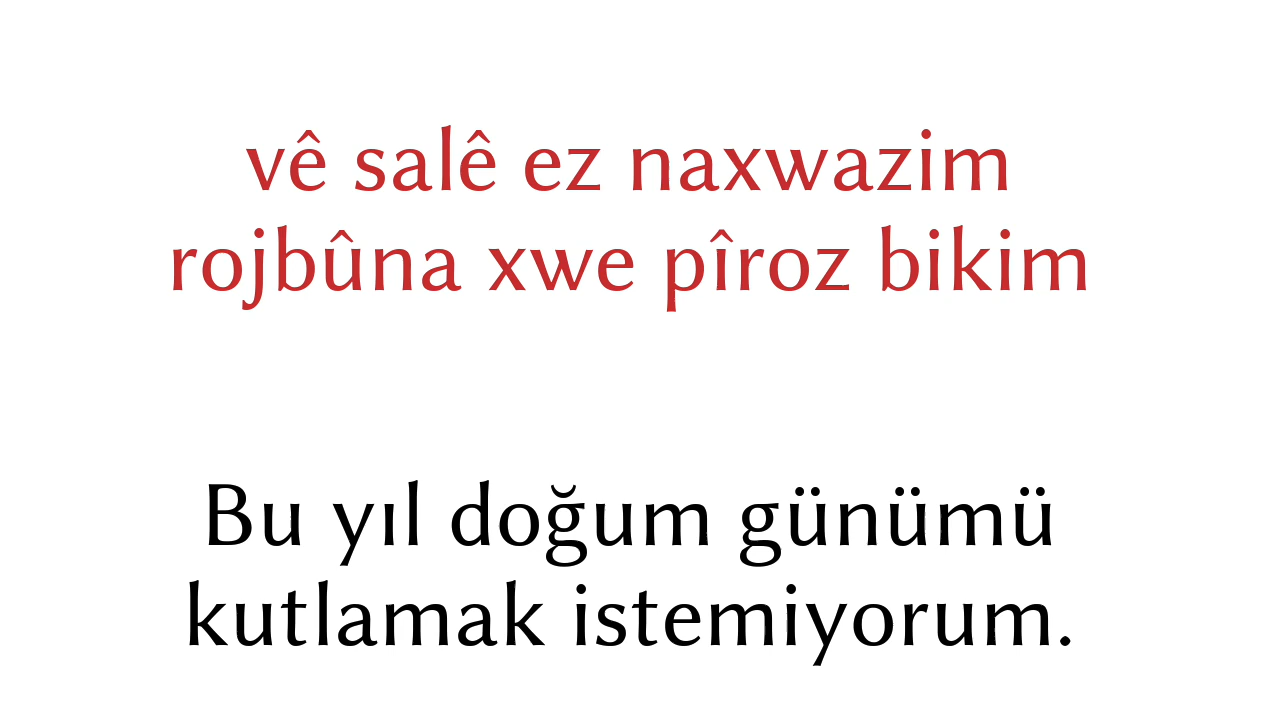 vê salê ez naxwazim
rojbûna xwe pîroz bikim
Bu yıl doğum günümü
kutlamak istemiyorum.